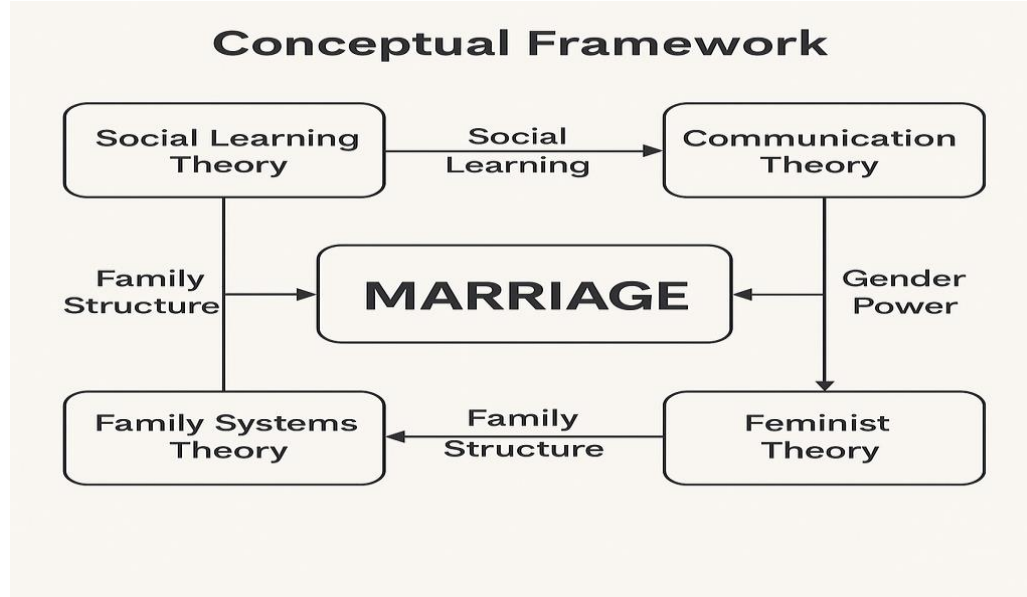 Conceptual Framework
Social Learning
Theory
Social
Learning
Communication
Theory
Family
Structure
MARRIAGE
Gender
Power
Family Systems
Theory
Family
Structure
Feminist
Theory